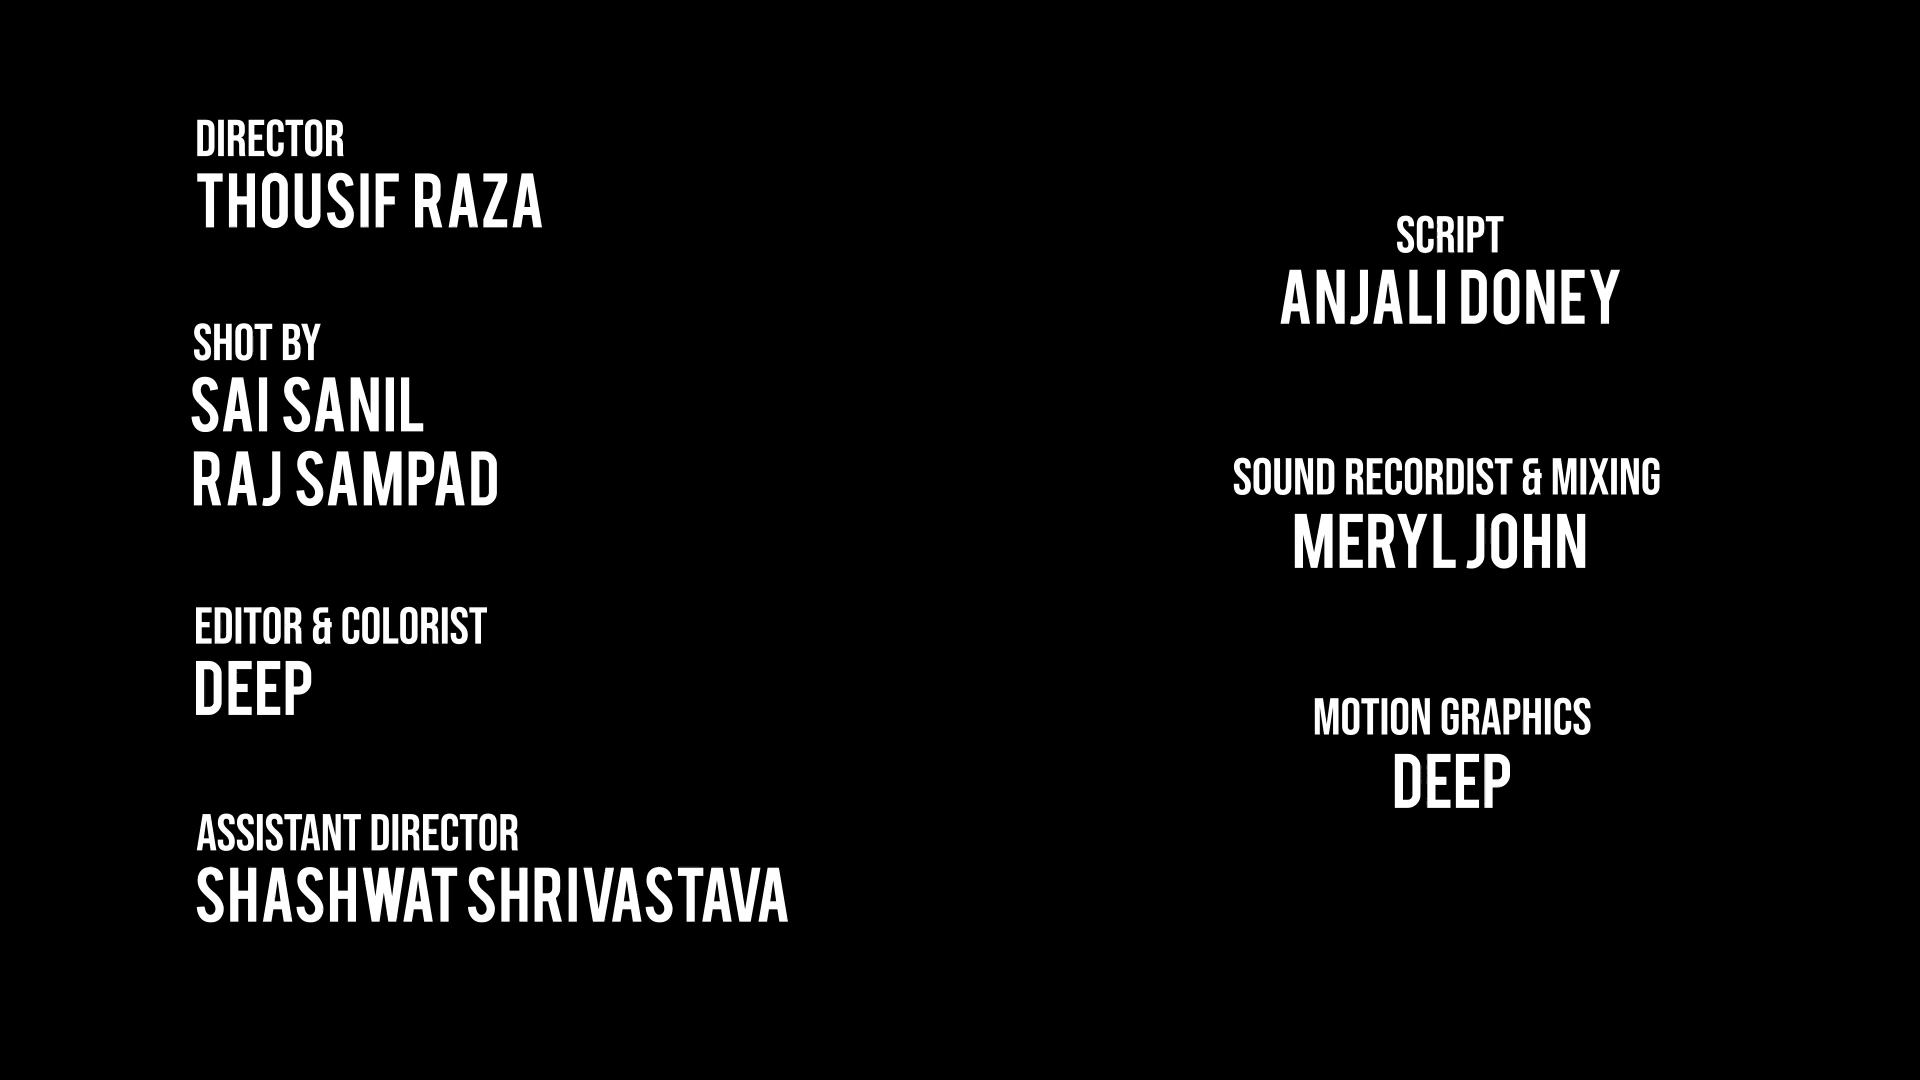 DIRECTOR
THOUSIF RAZA
SHOT BY
SAI SANIL
RAJ SAMPAD
EDITOR & COLORIST
DEEP
ASSISTANT DIRECTOR
SHASHWAT SHRIVASTAVA
SCRIPT
ANJALI DONEY
SOUND RECORDIST & MIXING
MERYL JOHN
MOTION GRAPHICS
DEEP